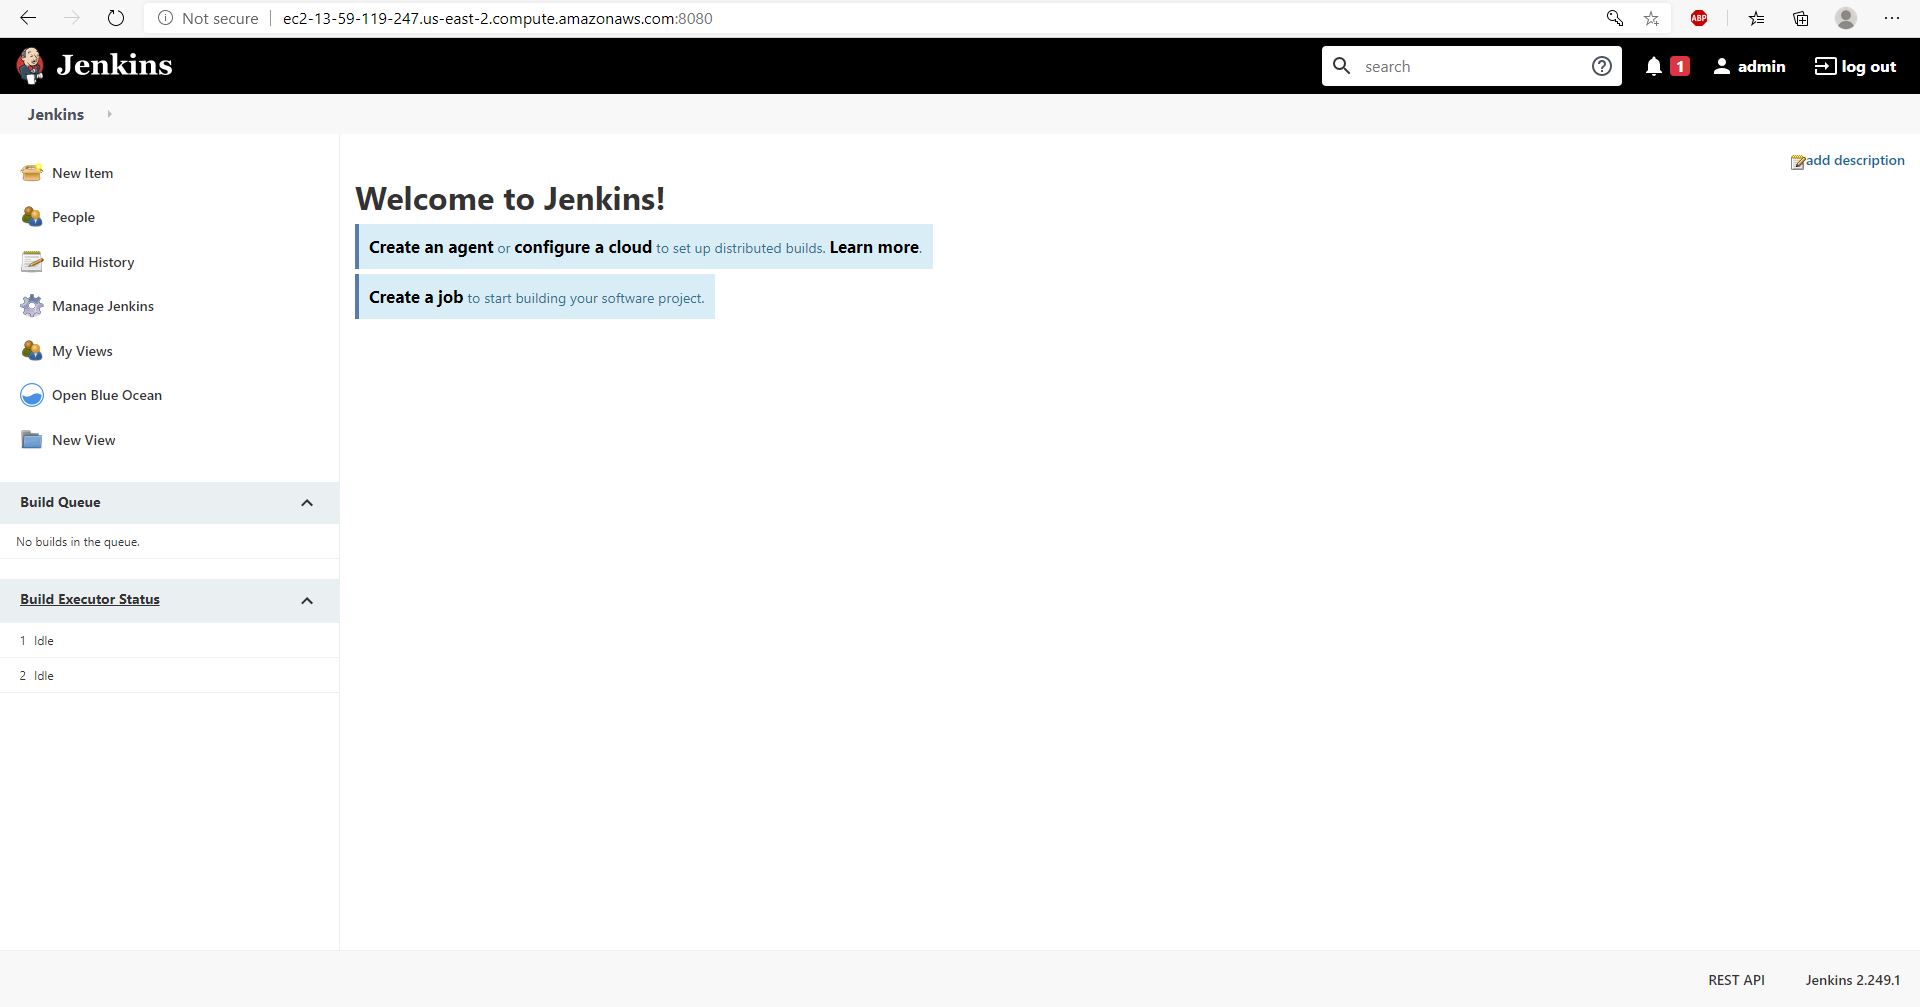 Not secure ec2-13-59-119-247.us-east-2.compute.amazonaws.com:8080
ABP
Jenkins
search
1
admin
log out
Jenkins
add description
New Item
People
Build History
Manage Jenkins
My Views
Open Blue Ocean
New View
Build Queue
No builds in the queue.
Build Executor Status
1 Idle
2 Idle
Welcome to Jenkins!
Create an agent or configure a cloud to set up distributed builds. Learn more.
Create a job to start building your software project.
REST API
Jenkins 2.249.1